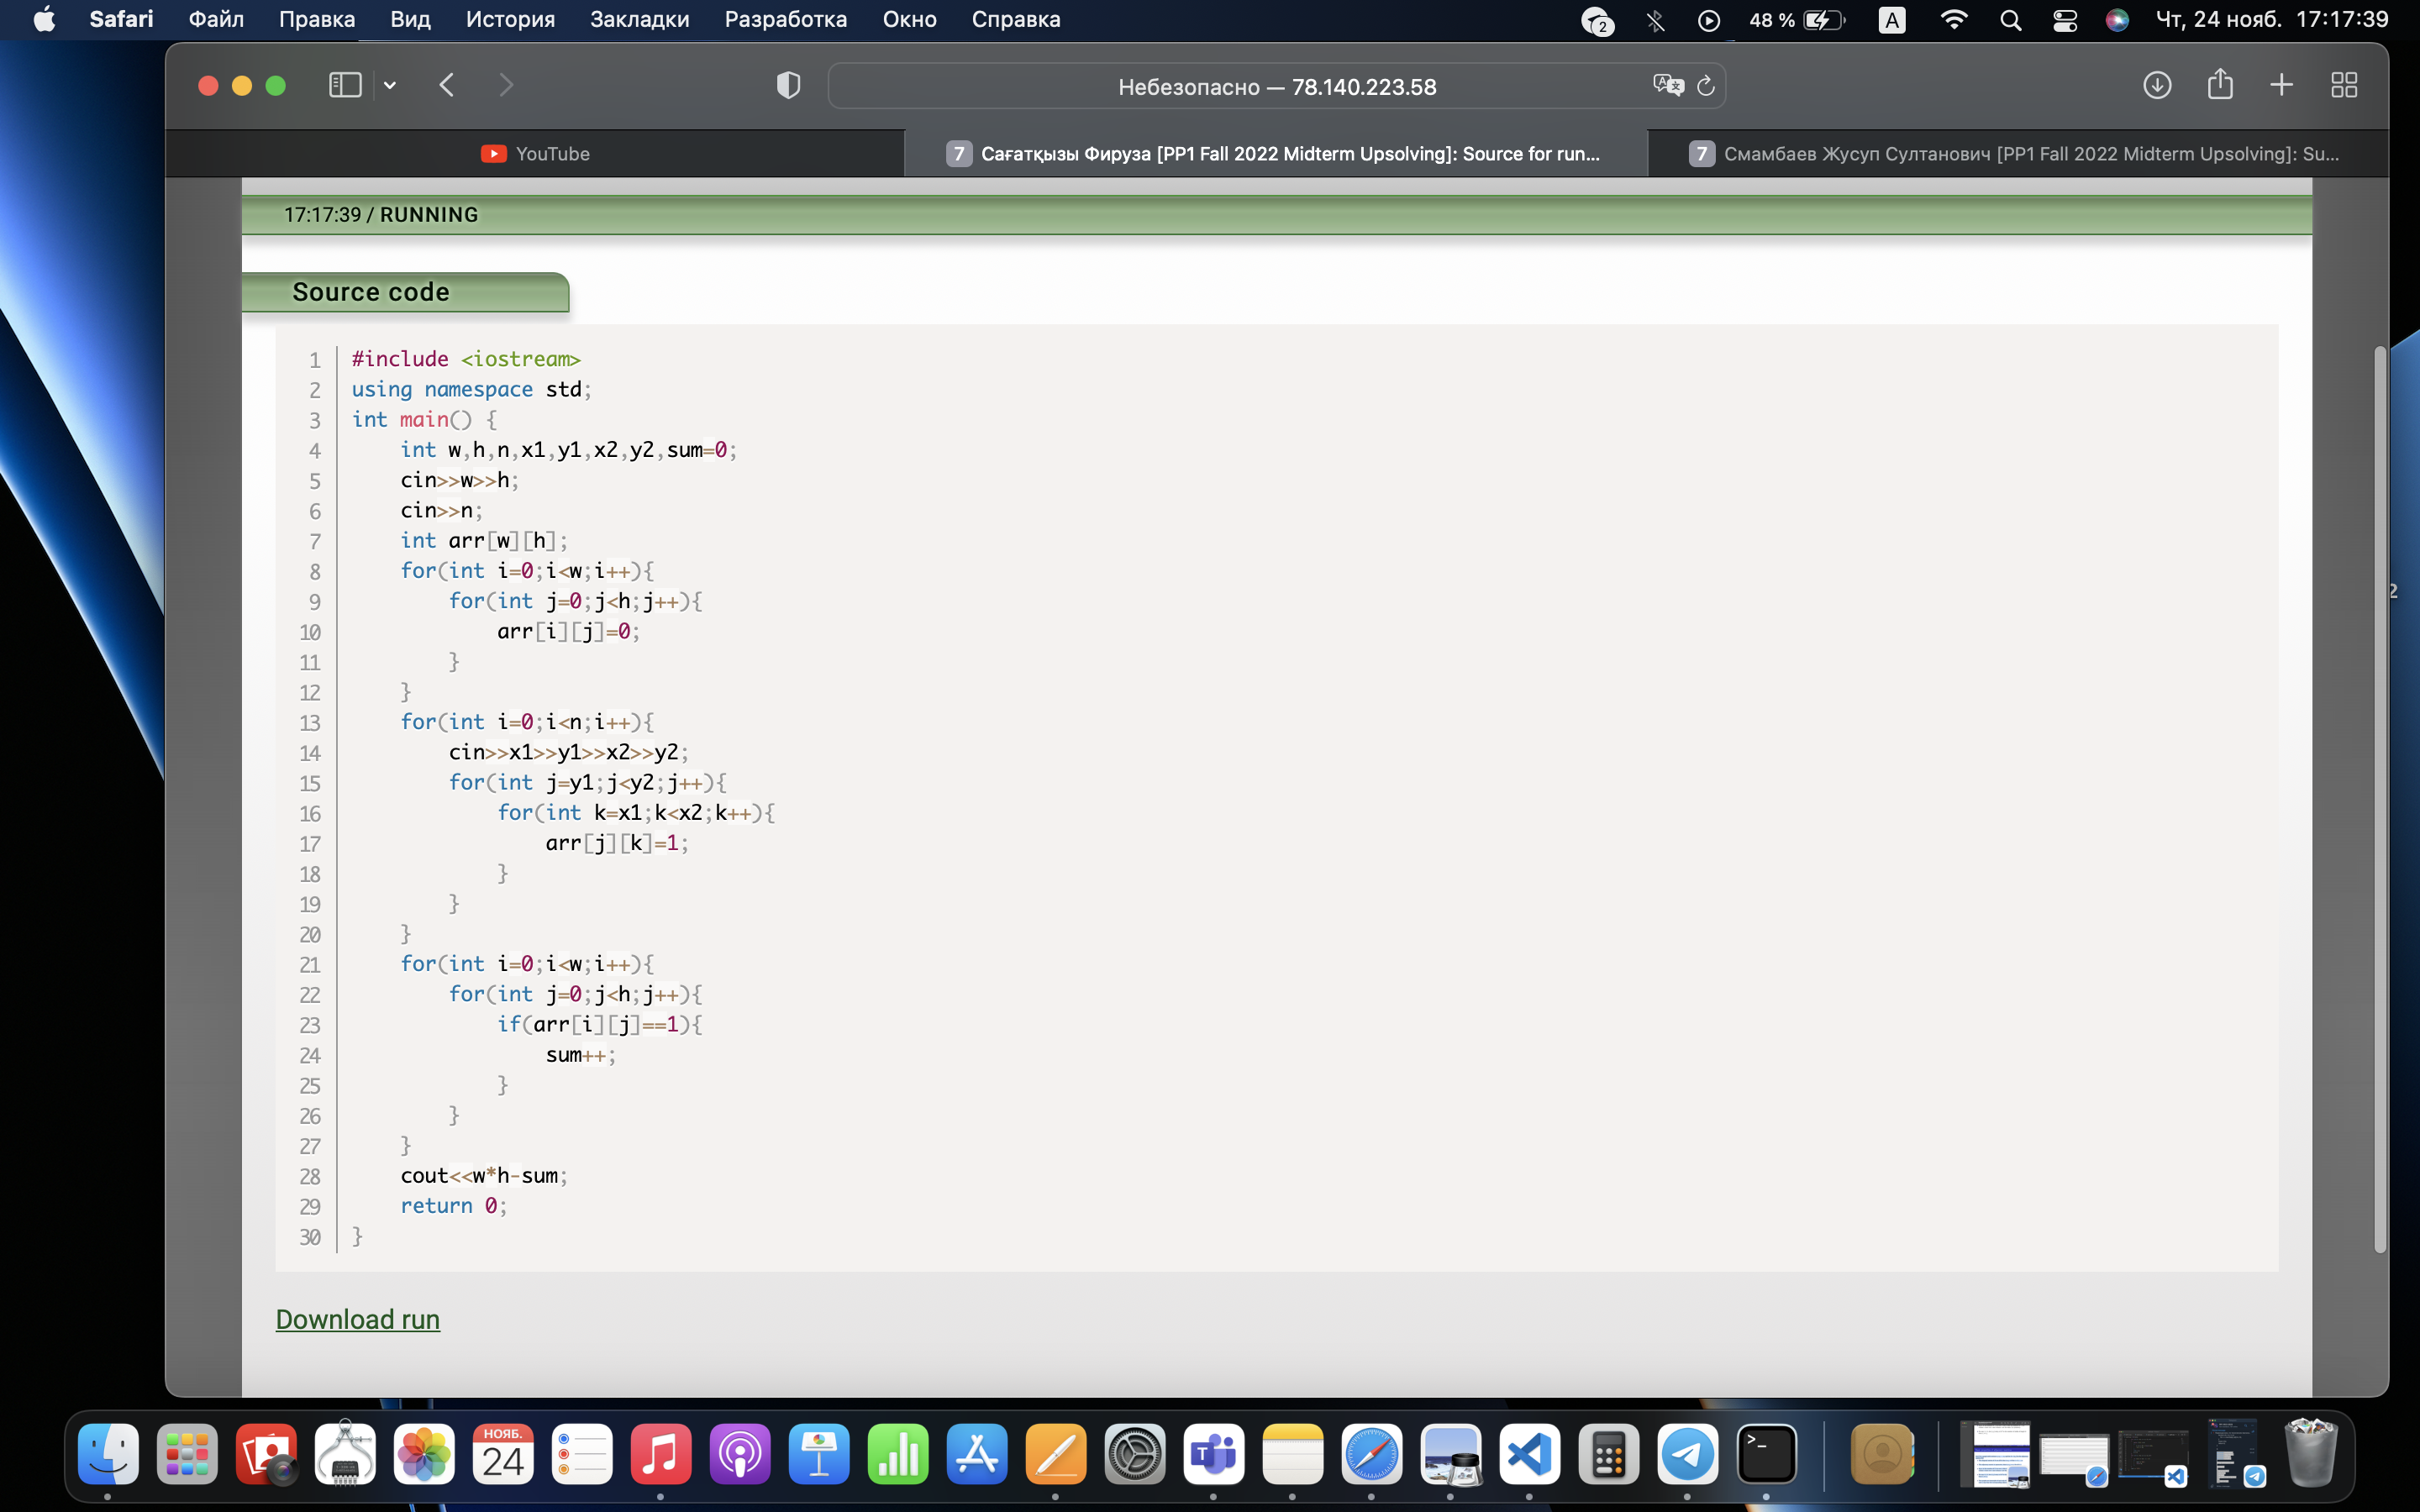 Safari Файл Правка Вид История Закладки Разработка Окно Справка 2 48 % A Чт, 24 нояб. 17:17:39
Небезопасно — 78.140.223.58
YouTube 7 Сағатқызы Фируза [PP1 Fall 2022 Midterm Upsolving]: Source for run... 7 Смамбаев Жусуп Султанович [PP1 Fall 2022 Midterm Upsolving]: Su...
17:17:39 / RUNNING
Source code
1 #include <iostream>
2 using namespace std;
3 int main() {
4 int w,h,n,x1,y1,x2,y2,sum=0;
5 cin>>w>>h;
6 cin>>n;
7 int arr[w][h];
8 for(int i=0;i<w;i++){
9 for(int j=0;j<h;j++){
10 arr[i][j]=0;
11 }
12 }
13 for(int i=0;i<n;i++){
14 cin>>x1>>y1>>x2>>y2;
15 for(int j=y1;j<y2;j++){
16 for(int k=x1;k<x2;k++){
17 arr[j][k]=1;
18 }
19 }
20 }
21 for(int i=0;i<w;i++){
22 for(int j=0;j<h;j++){
23 if(arr[i][j]==1){
24 sum++;
25 }
26 }
27 }
28 cout<<w*h-sum;
29 return 0;
30 }
Download run
2
НОЯБ.
24